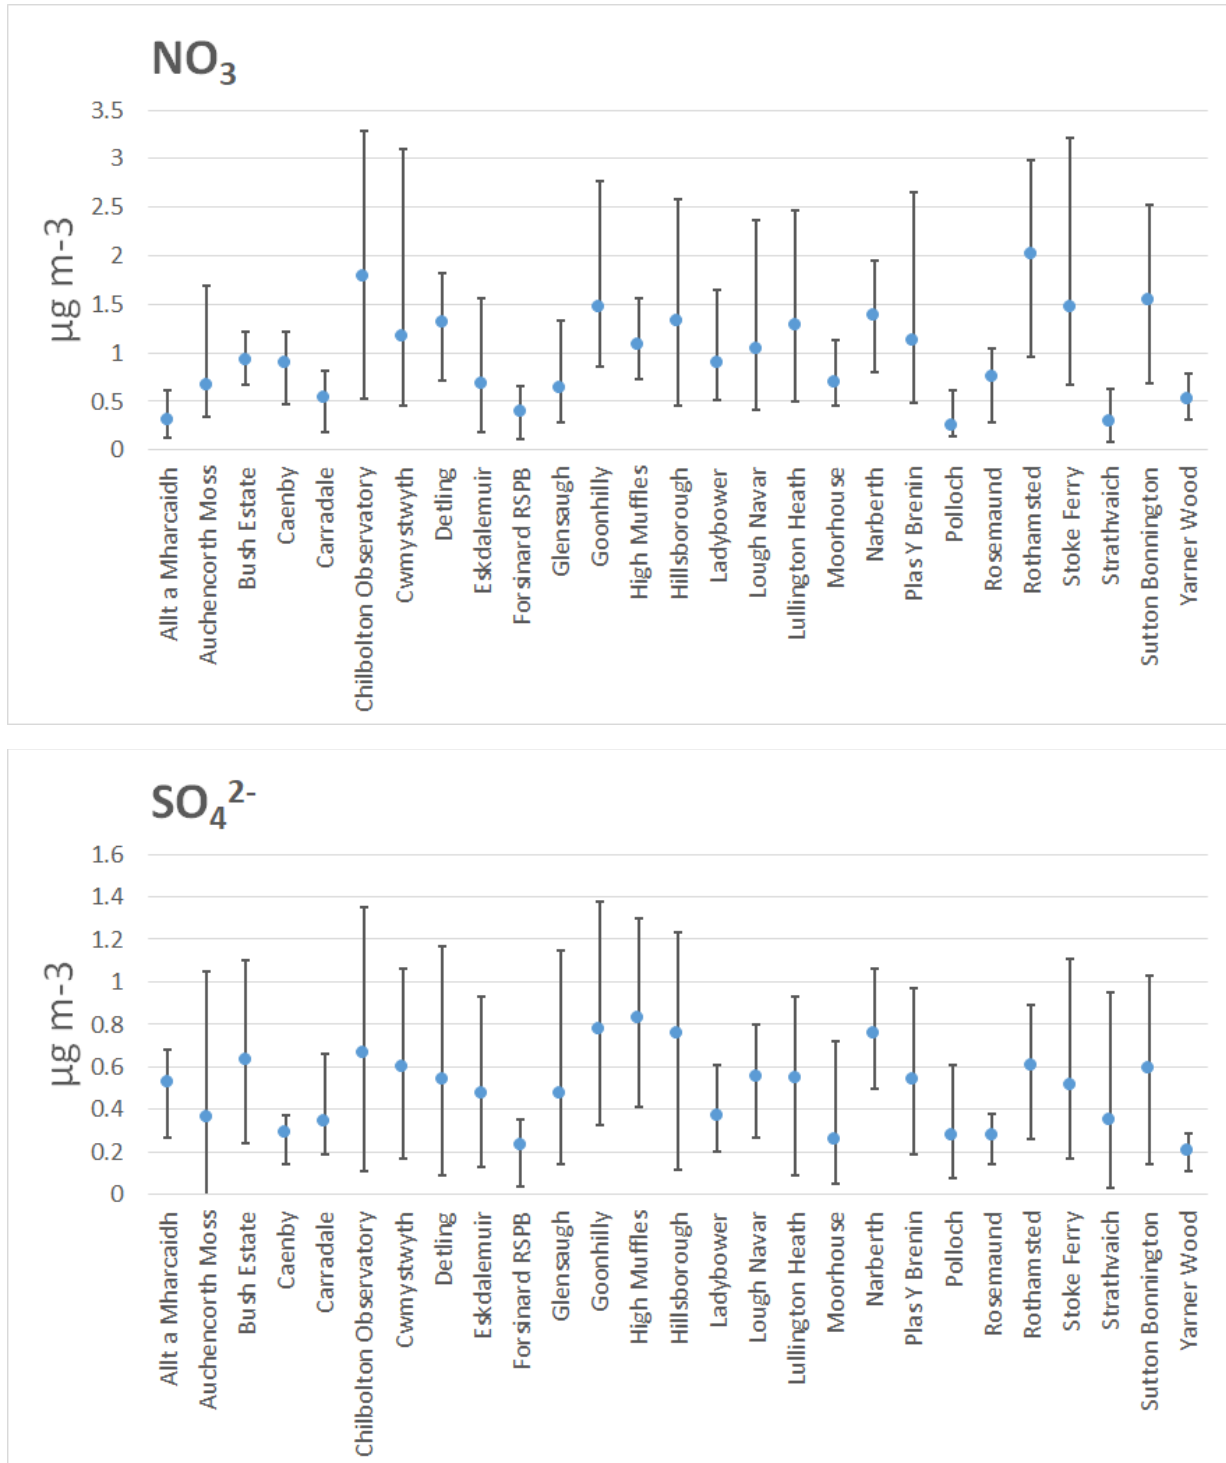 NO₃
µg m-3
3.5
3
2.5
2
1.5
1
0.5
0
Allt a Mharcaidh
Auchencorth Moss
Bush Estate
Caenby
Carradale
Chilbolton Observatory
Cwmystwyth
Detling
Eskdalemuir
Forsinard RSPB
Glensaugh
Goonhilly
High Muffles
Hillsborough
Ladybower
Lough Navar
Lullington Heath
Moorhouse
Narberth
Plas Y Brenin
Polloch
Rosemaund
Rothamsted
Stoke Ferry
Strathvaich
Sutton Bonnington
Yarner Wood
SO₄²⁻
µg m-3
1.6
1.4
1.2
1
0.8
0.6
0.4
0.2
0
Allt a Mharcaidh
Auchencorth Moss
Bush Estate
Caenby
Carradale
Chilbolton Observatory
Cwmystwyth
Detling
Eskdalemuir
Forsinard RSPB
Glensaugh
Goonhilly
High Muffles
Hillsborough
Ladybower
Lough Navar
Lullington Heath
Moorhouse
Narberth
Plas Y Brenin
Polloch
Rosemaund
Rothamsted
Stoke Ferry
Strathvaich
Sutton Bonnington
Yarner Wood